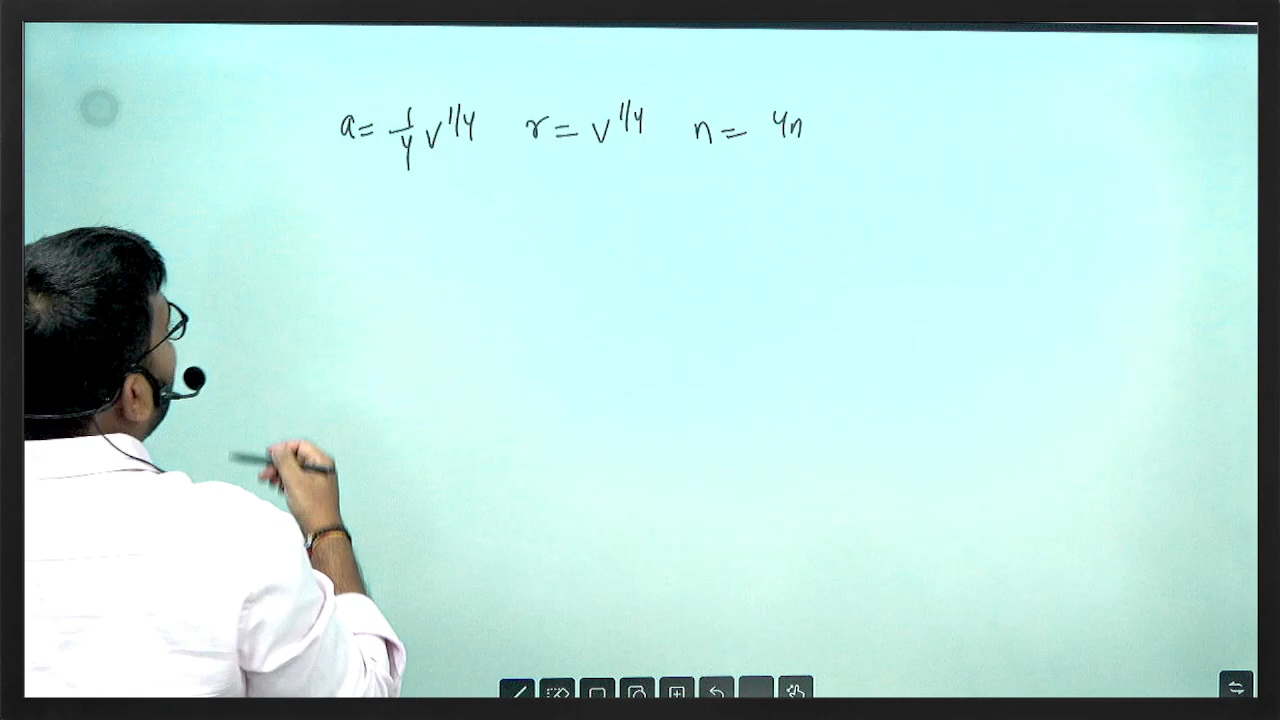 a = 1/4 v^1/4 r = v^1/4 n = 4n